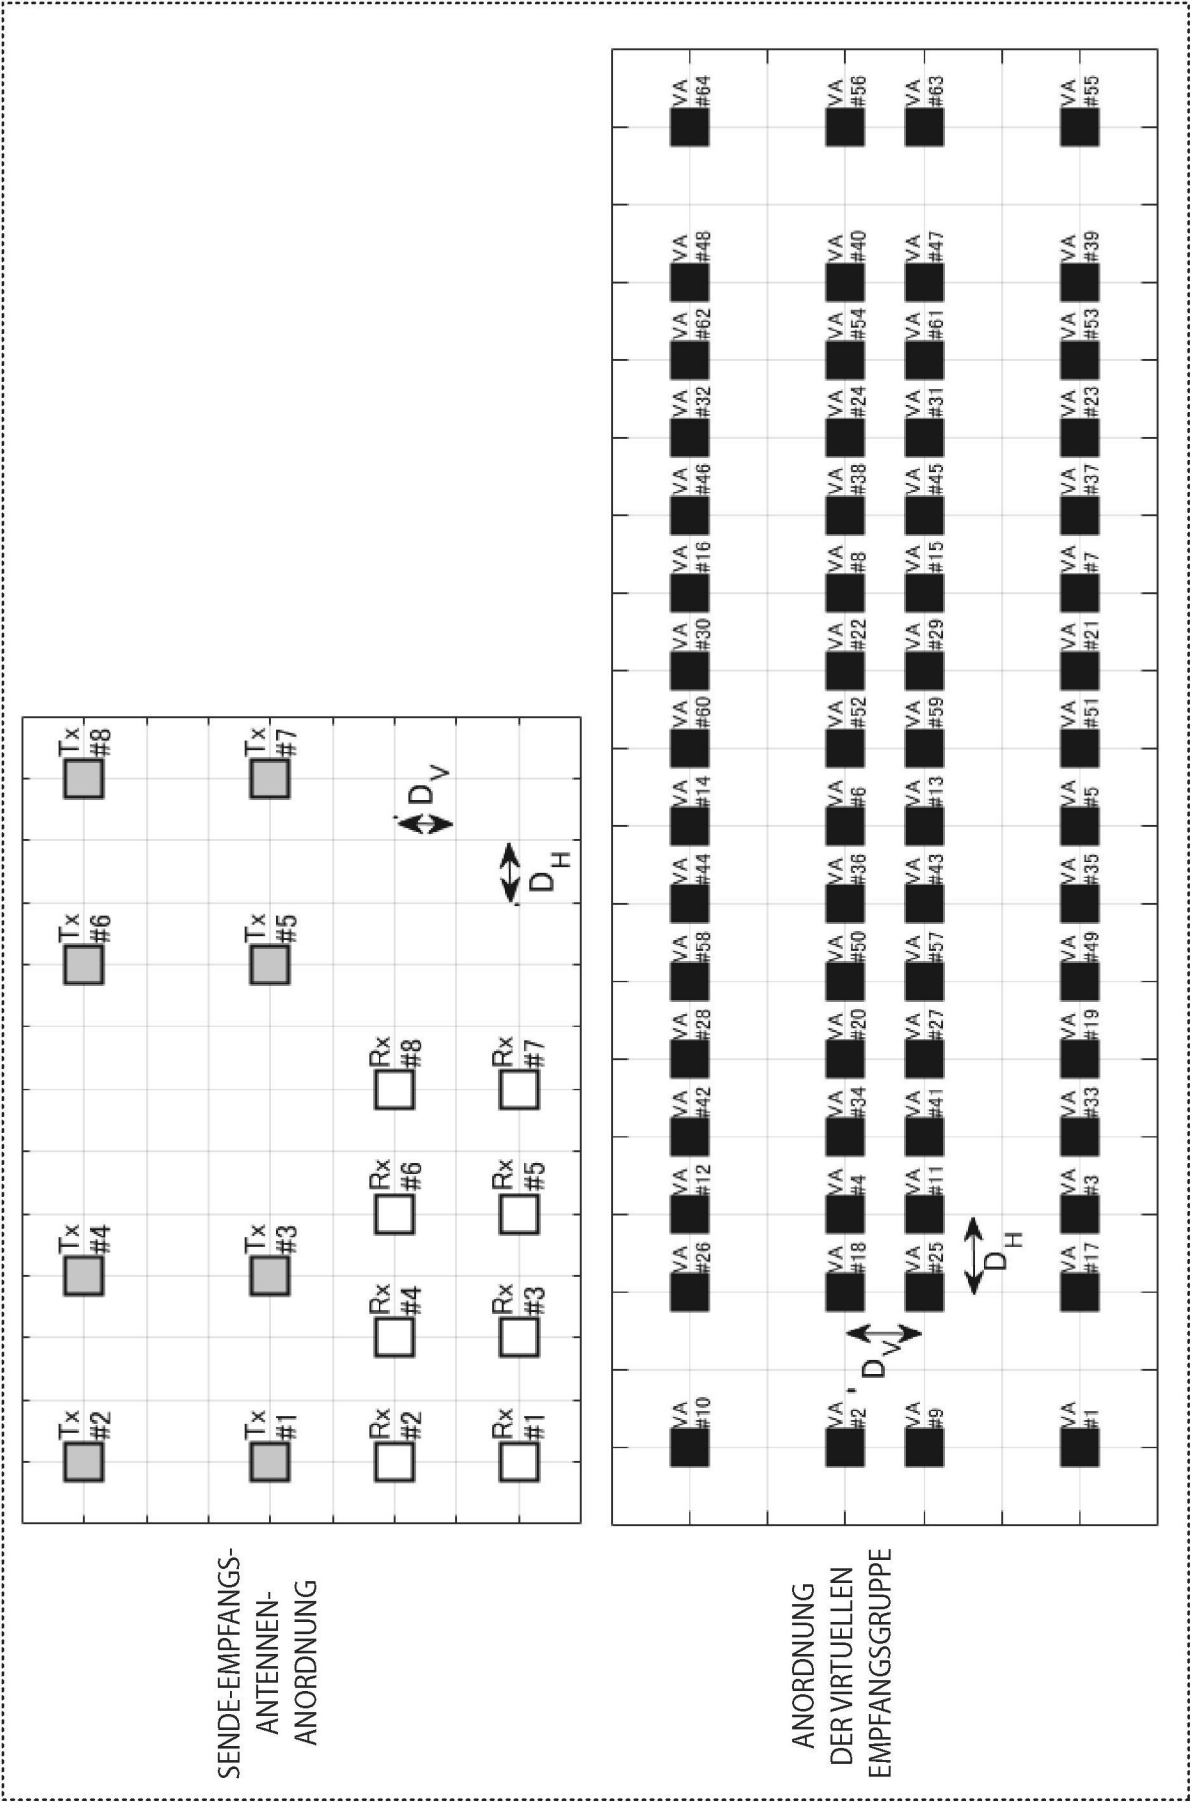 SENDE-EMPFANGS-
ANTENNEN-
ANORDNUNG
Tx
#2
Tx
#4
Tx
#6
Tx
#8
Tx
#1
Tx
#3
Tx
#5
Tx
#7
Rx
#2
Rx
#4
Rx
#6
Rx
#8
DV
Rx
#1
Rx
#3
Rx
#5
Rx
#7
DH
ANORDNUNG
DER VIRTUELLEN
EMPFANGSGRUPPE
VA
#10
VA
#26
VA
#12
VA
#42
VA
#28
VA
#58
VA
#44
VA
#14
VA
#60
VA
#30
VA
#16
VA
#46
VA
#32
VA
#62
VA
#48
VA
#64
VA
#2
VA
#18
VA
#4
VA
#34
VA
#20
VA
#50
VA
#36
VA
#6
VA
#52
VA
#22
VA
#8
VA
#38
VA
#24
VA
#54
VA
#40
VA
#56
DV
VA
#9
VA
#25
VA
#11
VA
#41
VA
#27
VA
#57
VA
#43
VA
#13
VA
#59
VA
#29
VA
#15
VA
#45
VA
#31
VA
#61
VA
#47
VA
#63
DH
VA
#1
VA
#17
VA
#3
VA
#33
VA
#19
VA
#49
VA
#35
VA
#5
VA
#51
VA
#21
VA
#7
VA
#37
VA
#23
VA
#53
VA
#39
VA
#55